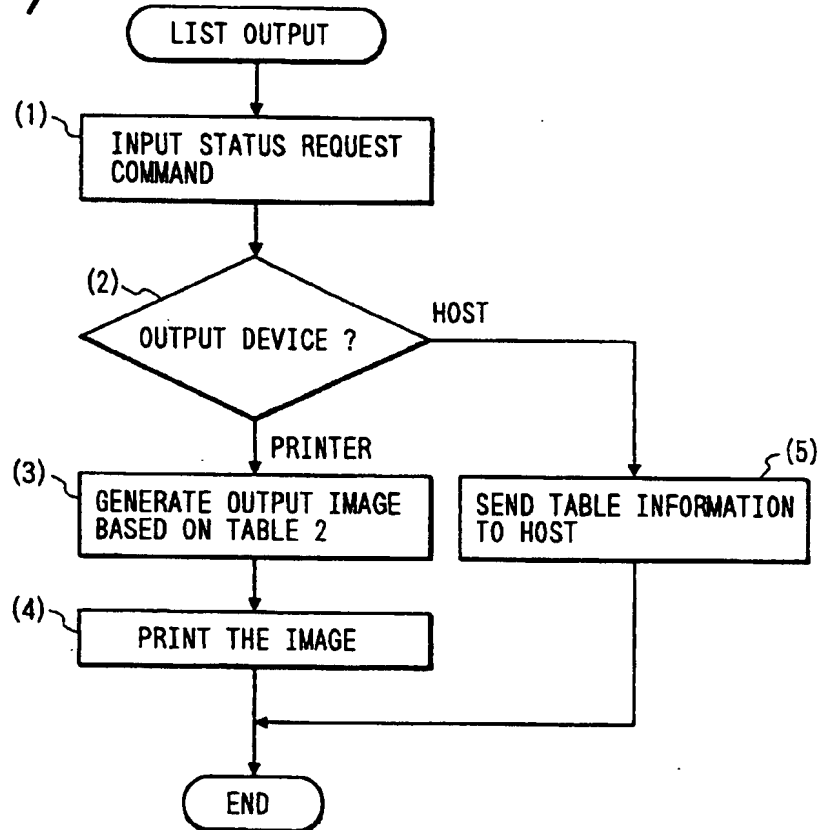 LIST OUTPUT
(1)
INPUT STATUS REQUEST
COMMAND
(2)
OUTPUT DEVICE ?
HOST
PRINTER
(3)
GENERATE OUTPUT IMAGE
BASED ON TABLE 2
(5)
SEND TABLE INFORMATION
TO HOST
(4)
PRINT THE IMAGE
END